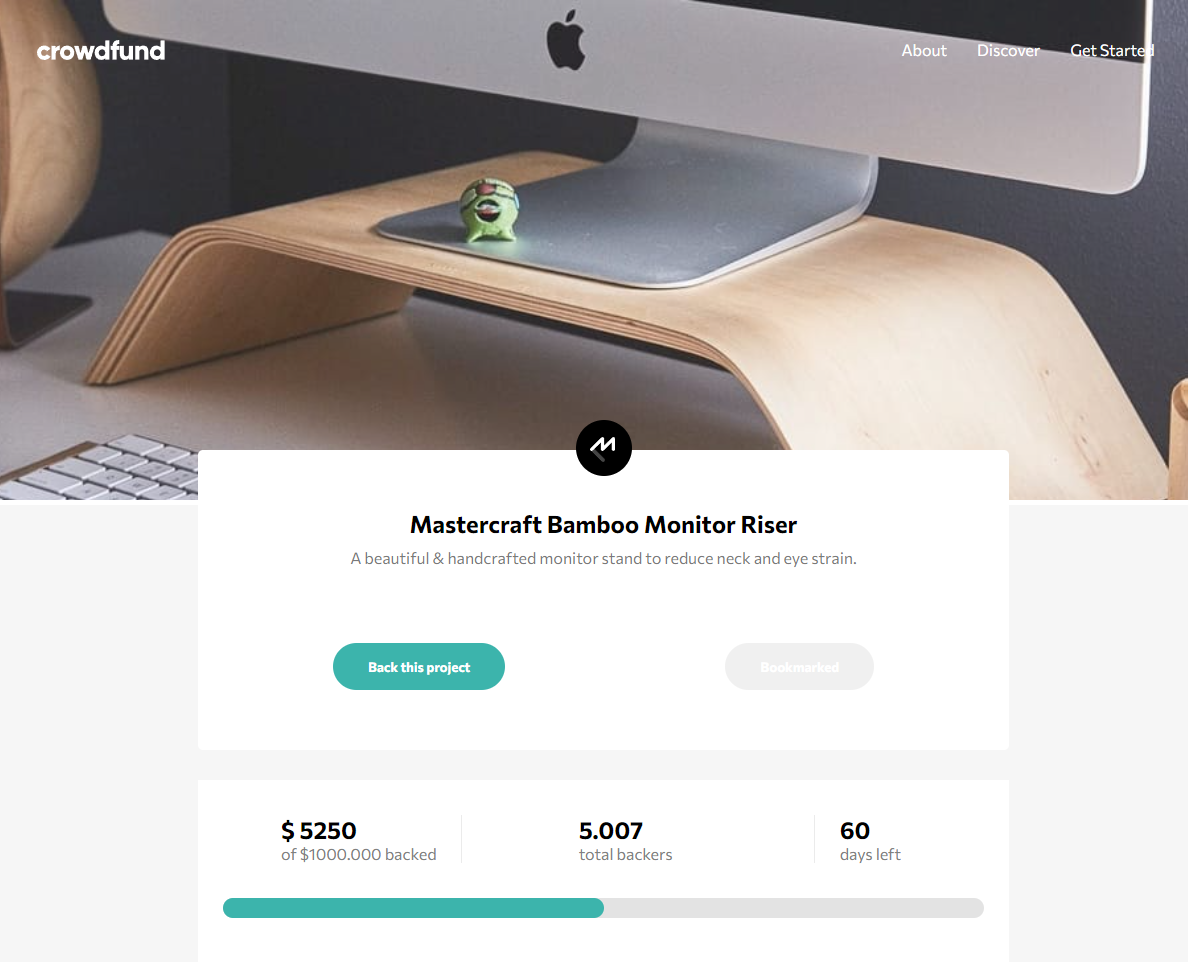 crowdfund
About Discover Get Started
Mastercraft Bamboo Monitor Riser
A beautiful & handcrafted monitor stand to reduce neck and eye strain.
Back this project Bookmarked
$ 5250 5.007 60
of $1000.000 backed total backers days left